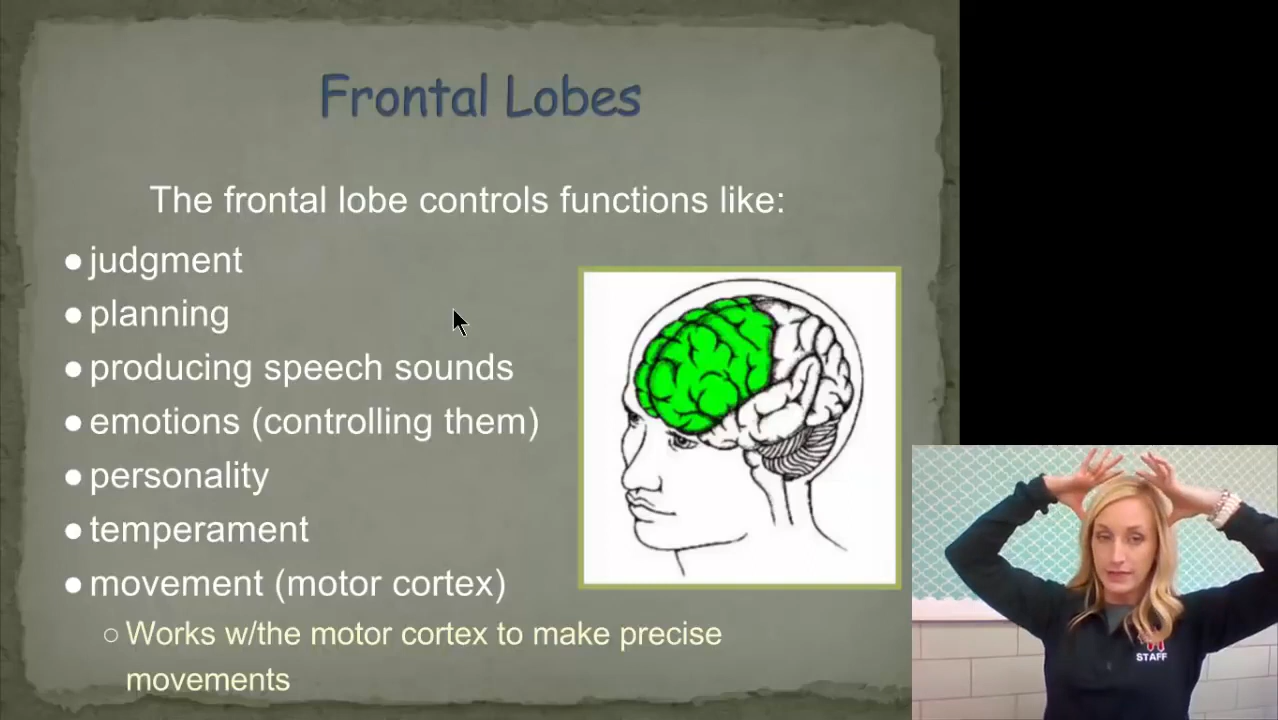 Frontal Lobes
The frontal lobe controls functions like:
● judgment
● planning
● producing speech sounds
● emotions (controlling them)
● personality
● temperament
● movement (motor cortex)
○ Works w/the motor cortex to make precise
movements
STAFF